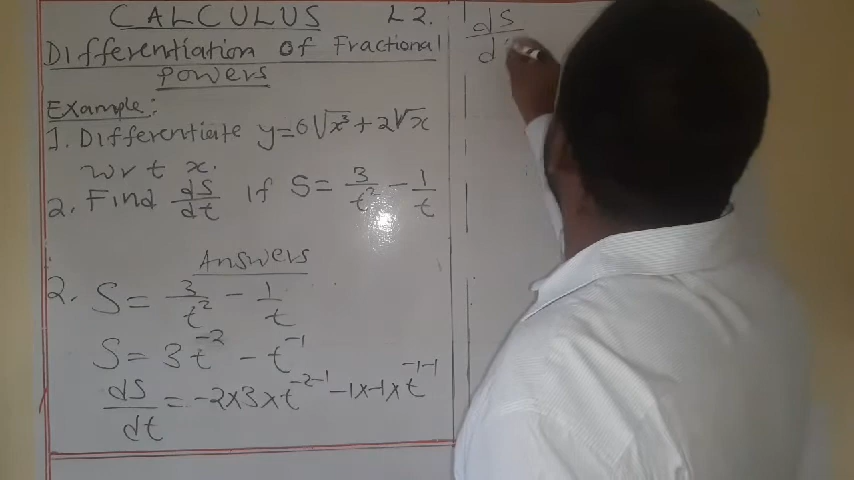 CALCULUS L2.
Differentiation of Fractional
Powers
Example:
1. Differentiate y=6√x³+2√x
wrt x.
2. Find dS/dt if S= 3/t² - 1/t
Answers
2. S= 3/t² - 1/t
S= 3t⁻² - t⁻¹
dS/dt = -2x3xt⁻²⁻¹ -1x-1xt⁻¹⁻¹
dS
d